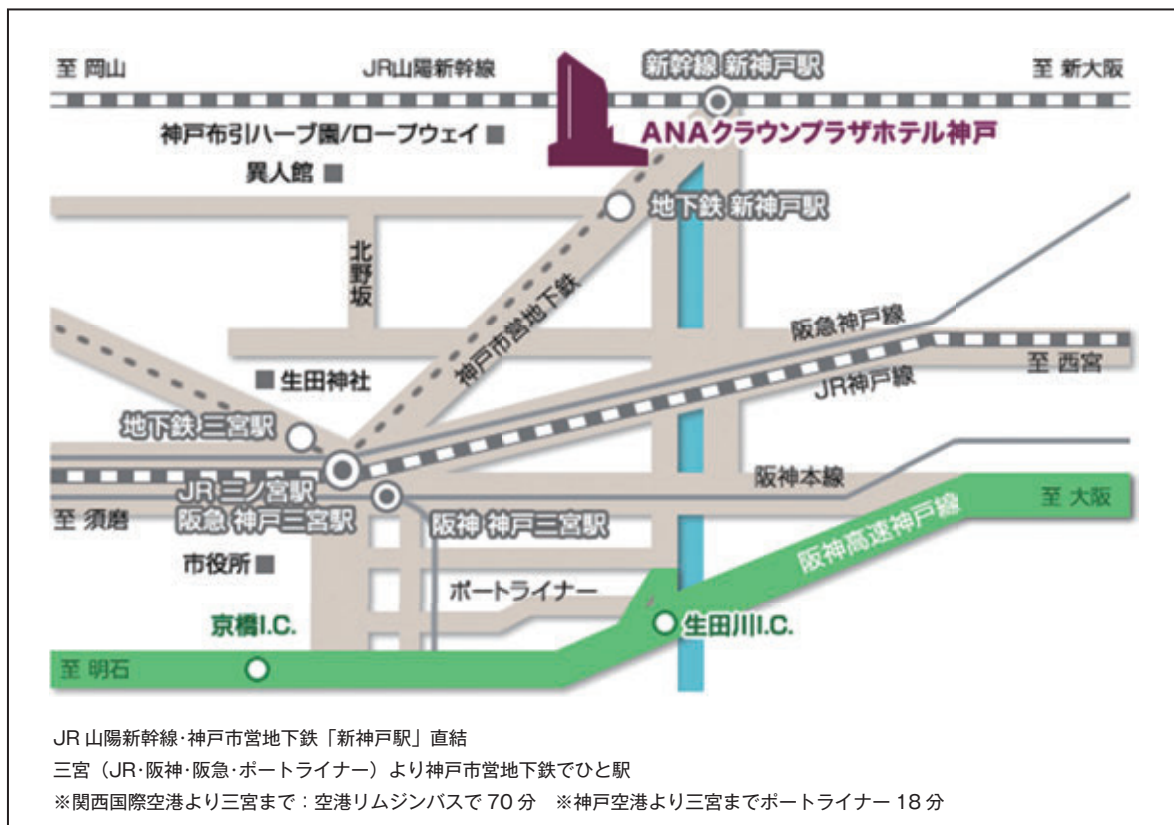 至 岡山
JR山陽新幹線
新幹線 新神戸駅
至 新大阪
神戸布引ハーブ園/ロープウェイ
ANAクラウンプラザホテル神戸
異人館
地下鉄 新神戸駅
北野坂
神戸市営地下鉄
阪急神戸線
至 西宮
JR神戸線
生田神社
地下鉄 三宮駅
阪神本線
JR 三ノ宮駅
至 大阪
至 須磨
阪急 神戸三宮駅
阪神 神戸三宮駅
阪神高速神戸線
市役所
ポートライナー
京橋I.C.
生田川I.C.
至 明石
JR 山陽新幹線･神戸市営地下鉄「新神戸駅」直結
三宮（JR･阪神･阪急･ポートライナー）より神戸市営地下鉄でひと駅
※関西国際空港より三宮まで：空港リムジンバスで 70 分　※神戸空港より三宮までポートライナー 18 分